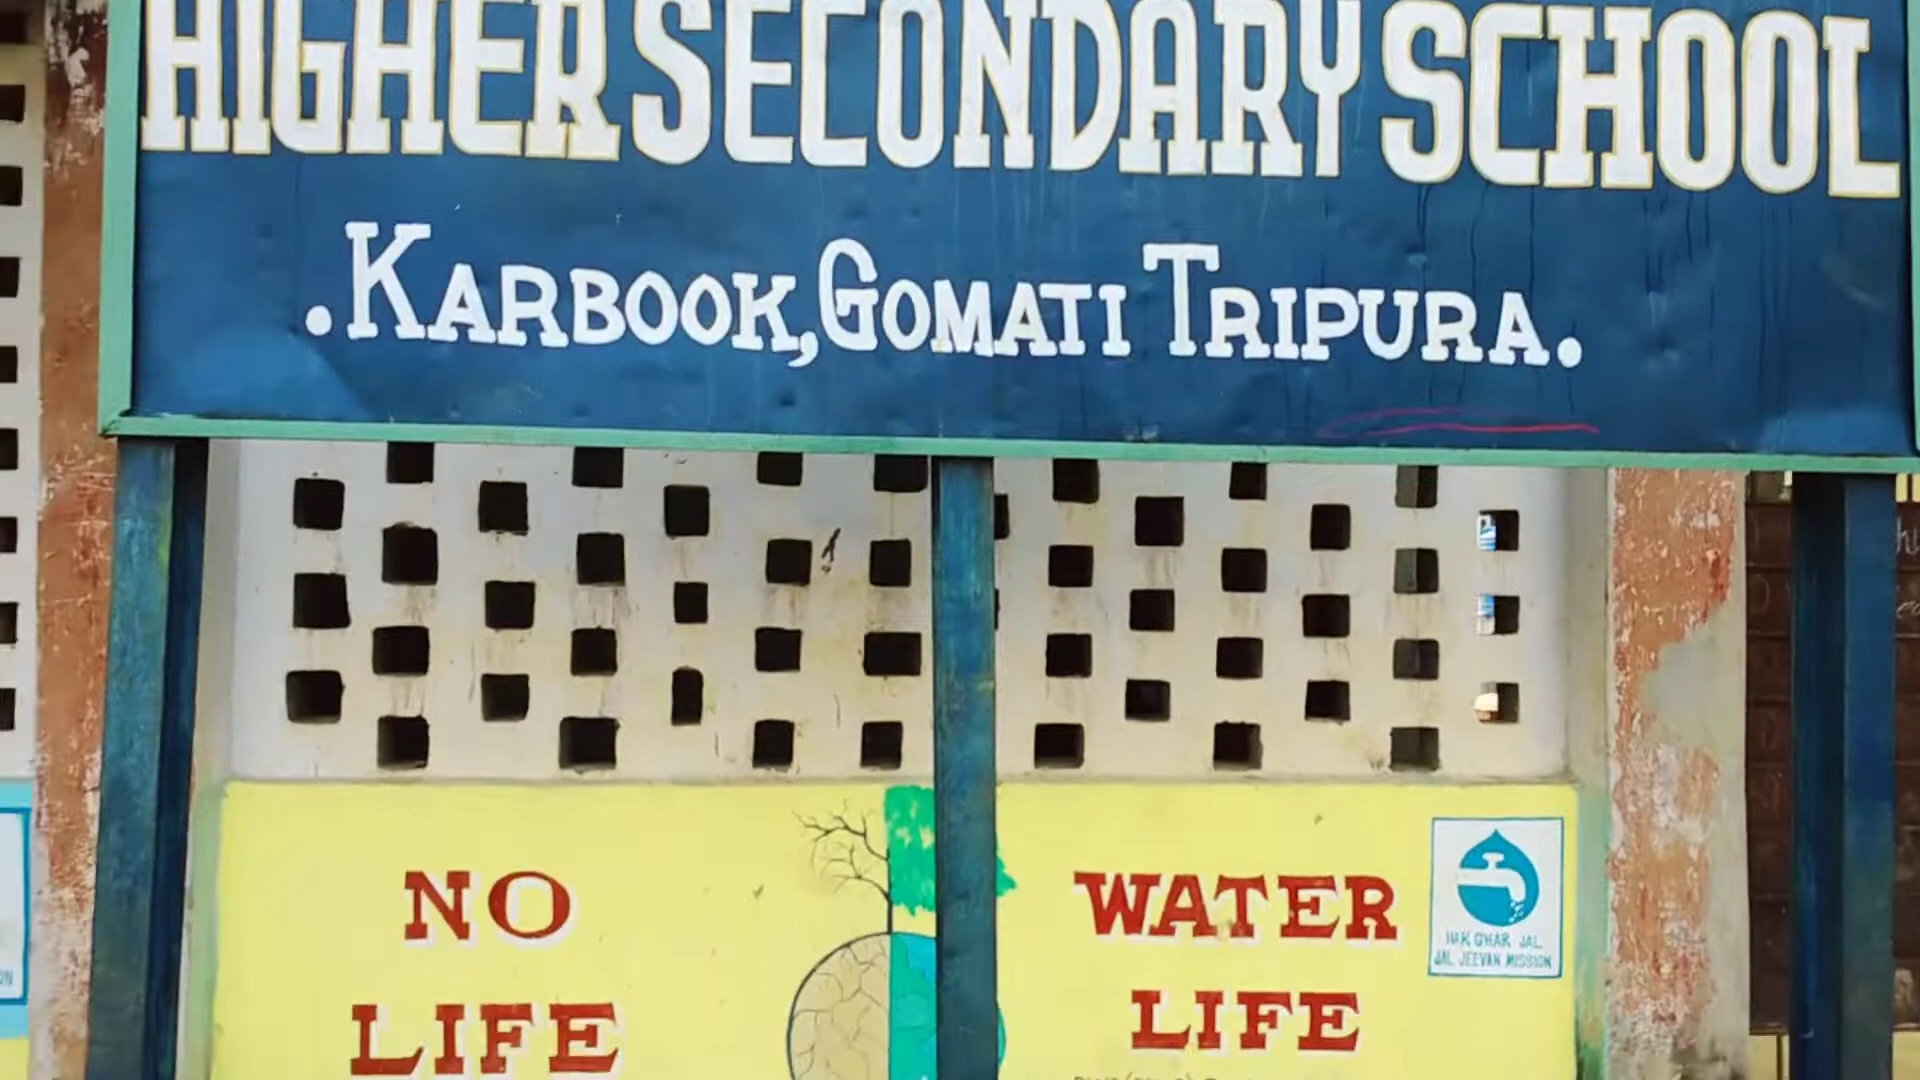 HIGHER SECONDARY SCHOOL
. KARBOOK, GOMATI TRIPURA.
NO
LIFE
WATER
LIFE
HAR GHAR JAL
JAL JEEVAN MISSION